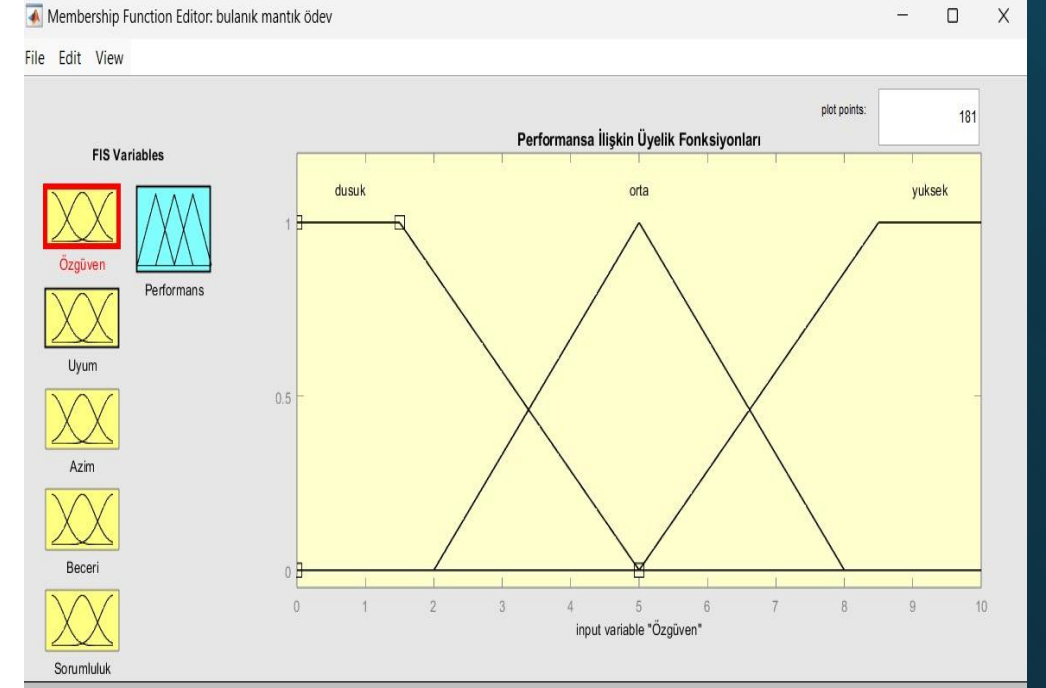 Membership Function Editor: bulanık mantık ödev
File Edit View
plot points: 181
FIS Variables
Özgüven
Performans
Uyum
Azim
Beceri
Sorumluluk
Performansa İlişkin Üyelik Fonksiyonları
dusuk orta yuksek
1
0.5
0
0 1 2 3 4 5 6 7 8 9 10
input variable "Özgüven"